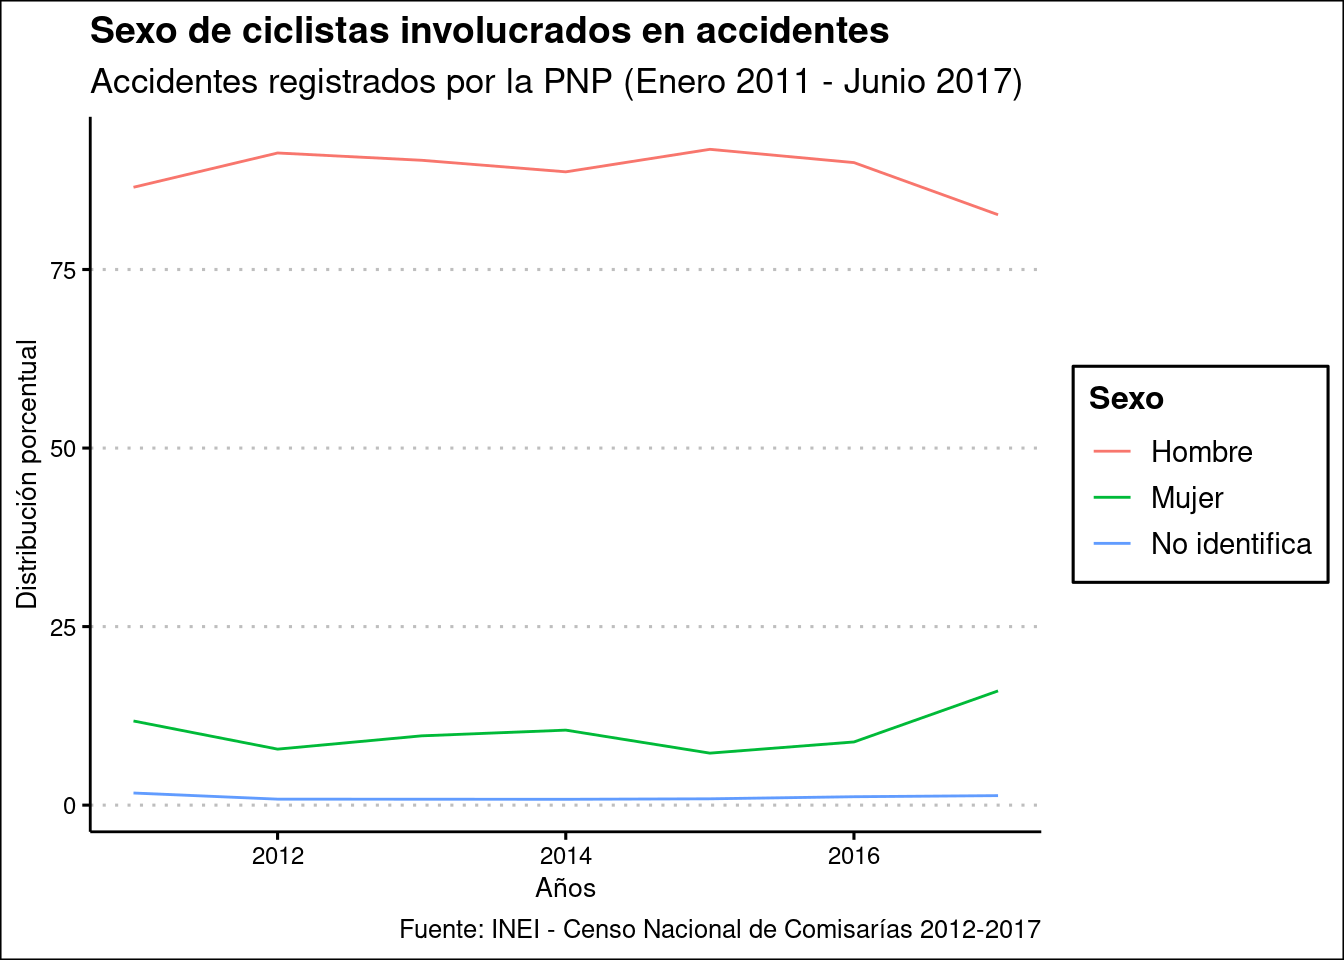 Sexo de ciclistas involucrados en accidentes
Accidentes registrados por la PNP (Enero 2011 - Junio 2017)
Distribución porcentual
75
50
25
0
2012
2014
2016
Años
Sexo
Hombre
Mujer
No identifica
Fuente: INEI - Censo Nacional de Comisarías 2012-2017